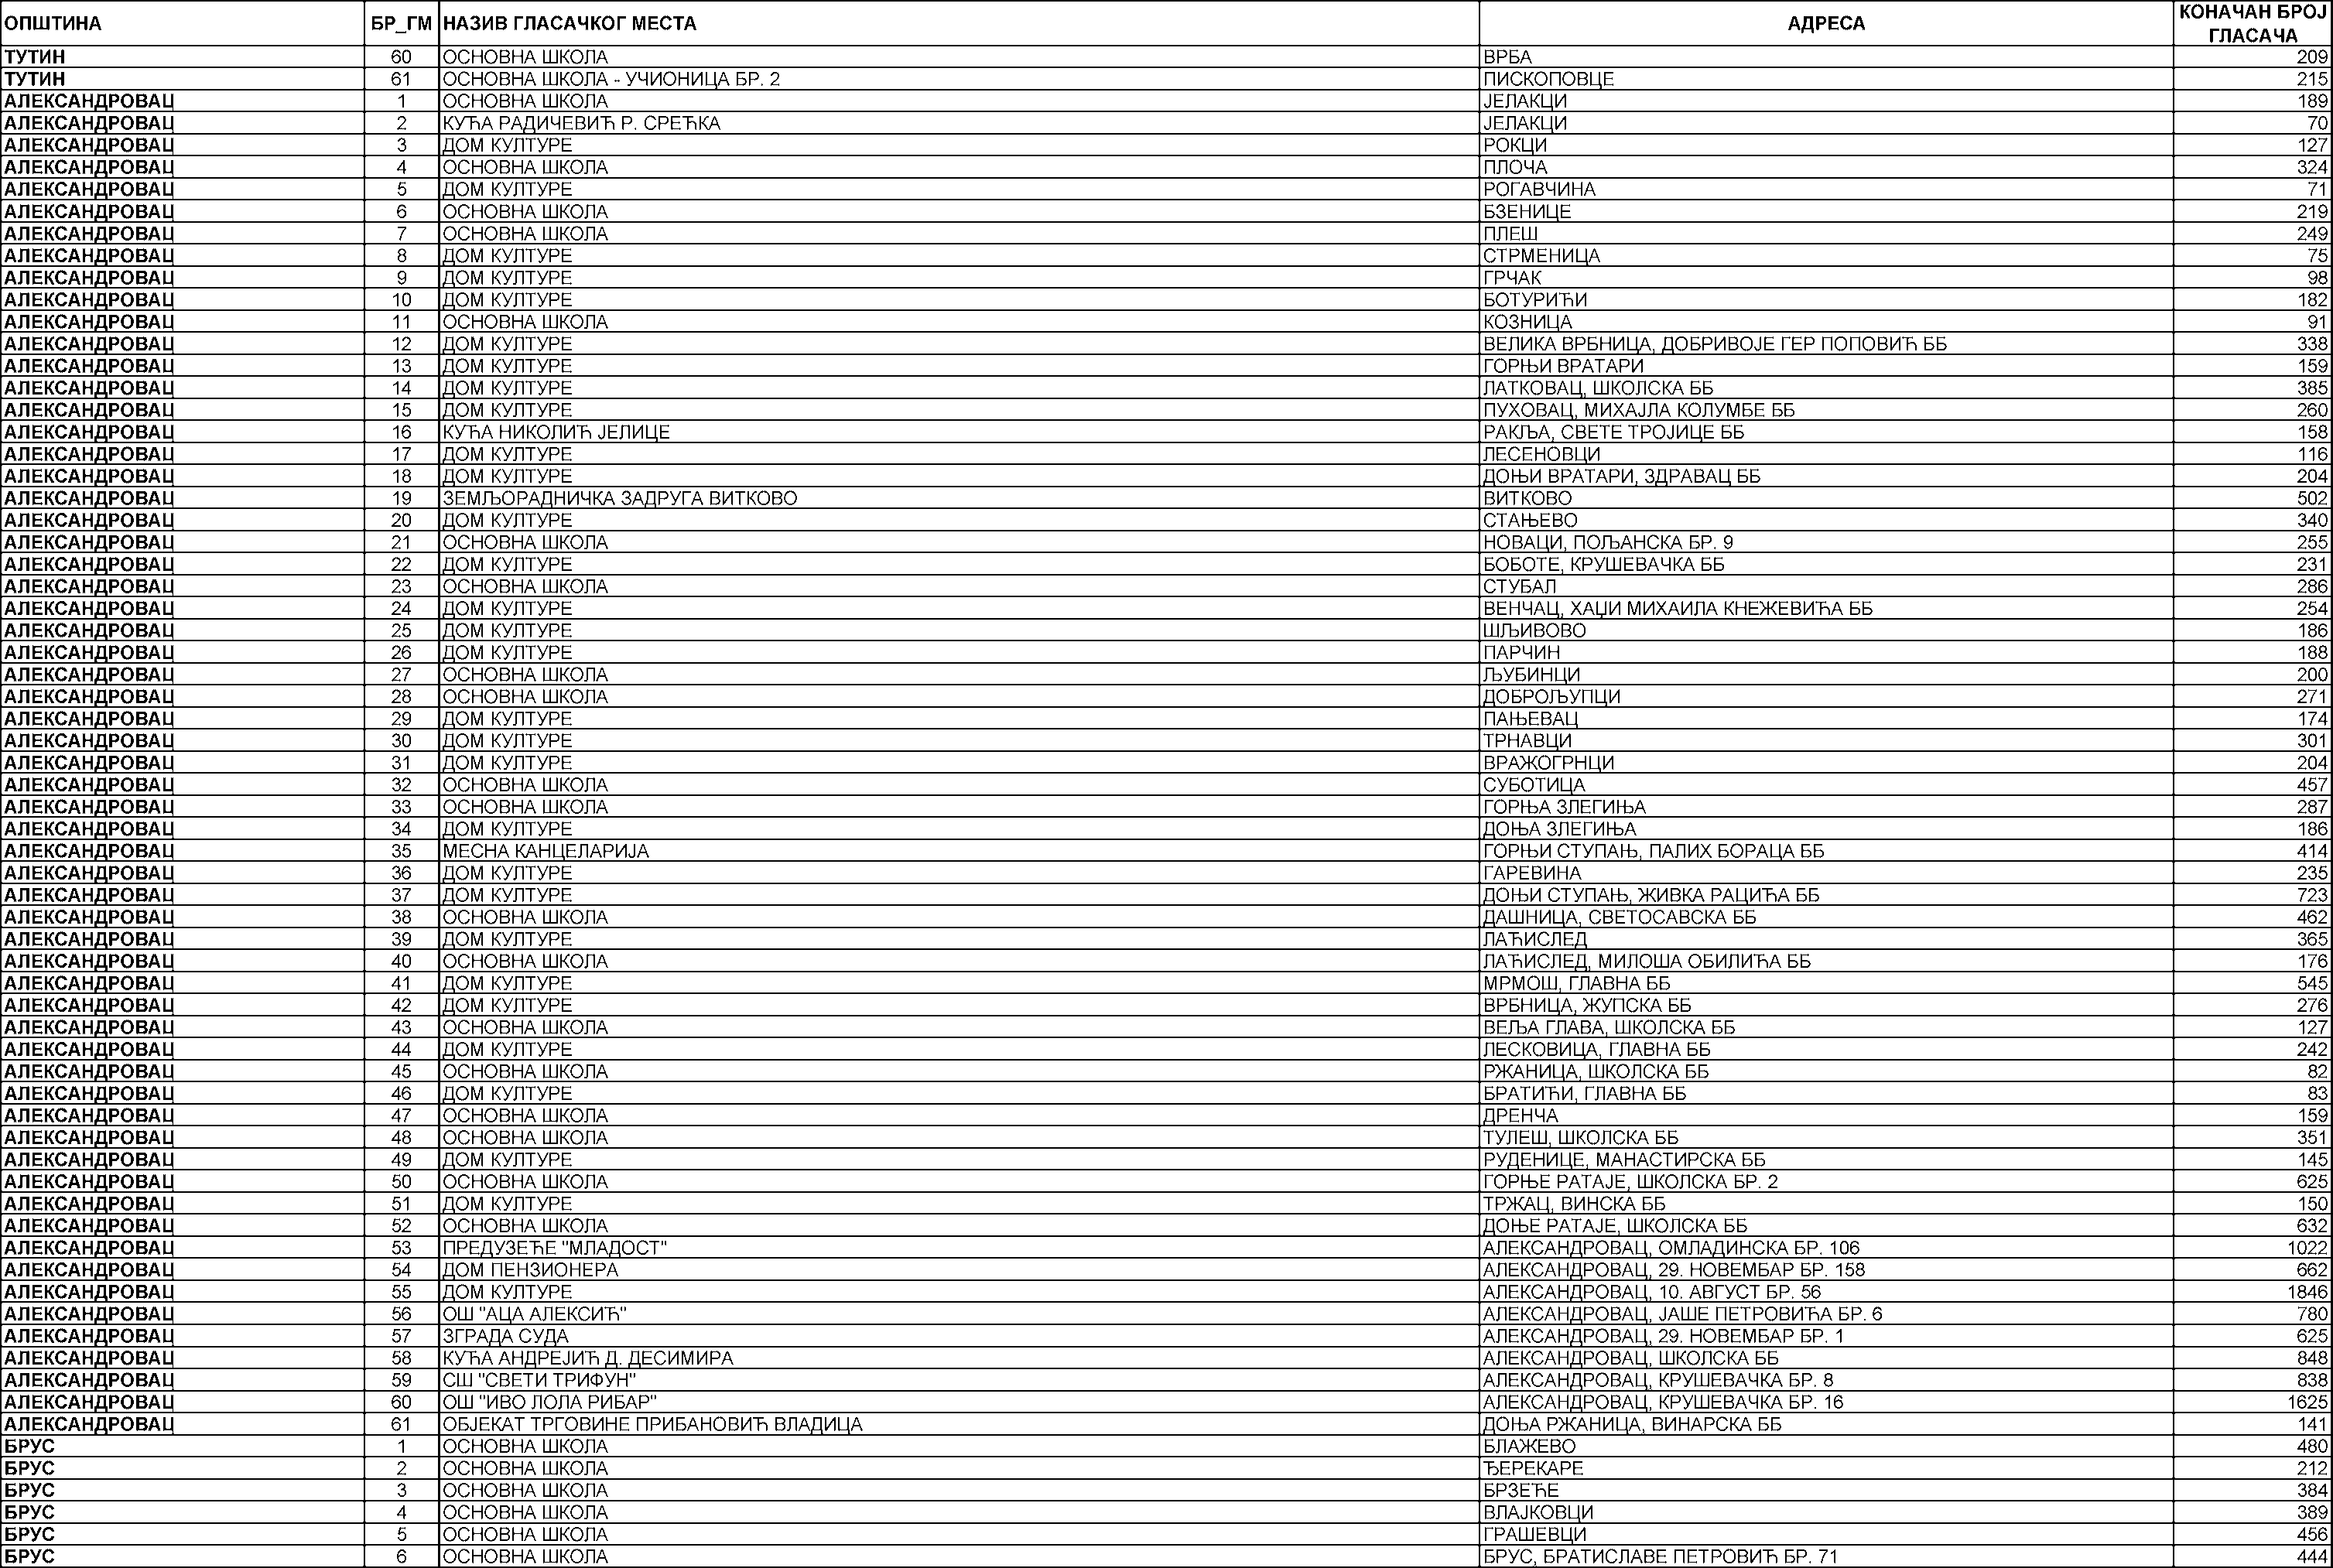 ОПШТИНА БР_ГМ НАЗИВ ГЛАСАЧКОГ МЕСТА АДРЕСА КОНАЧАН БРОЈ ГЛАСАЧА
ТУТИН 60 ОСНОВНА ШКОЛА ВРБА 209
ТУТИН 61 ОСНОВНА ШКОЛА - УЧИОНИЦА БР. 2 ПИСКОПОВЦЕ 215
АЛЕКСАНДРОВАЦ 1 ОСНОВНА ШКОЛА ЈЕЛАКЦИ 189
АЛЕКСАНДРОВАЦ 2 КУЋА РАДИЧЕВИЋ Р. СРЕЋКА ЈЕЛАКЦИ 70
АЛЕКСАНДРОВАЦ 3 ДОМ КУЛТУРЕ РОКЦИ 127
АЛЕКСАНДРОВАЦ 4 ОСНОВНА ШКОЛА ПЛОЧА 324
АЛЕКСАНДРОВАЦ 5 ДОМ КУЛТУРЕ РОГАВЧИНА 71
АЛЕКСАНДРОВАЦ 6 ОСНОВНА ШКОЛА БЗЕНИЦЕ 219
АЛЕКСАНДРОВАЦ 7 ОСНОВНА ШКОЛА ПЛЕШ 249
АЛЕКСАНДРОВАЦ 8 ДОМ КУЛТУРЕ СТРМЕНИЦА 75
АЛЕКСАНДРОВАЦ 9 ДОМ КУЛТУРЕ ГРЧАК 98
АЛЕКСАНДРОВАЦ 10 ДОМ КУЛТУРЕ БОТУРИЋИ 182
АЛЕКСАНДРОВАЦ 11 ОСНОВНА ШКОЛА КОЗНИЦА 91
АЛЕКСАНДРОВАЦ 12 ДОМ КУЛТУРЕ ВЕЛИКА ВРБНИЦА, ДОБРИВОЈЕ ГЕР ПОПОВИЋ ББ 338
АЛЕКСАНДРОВАЦ 13 ДОМ КУЛТУРЕ ГОРЊИ ВРАТАРИ 159
АЛЕКСАНДРОВАЦ 14 ДОМ КУЛТУРЕ ЛАТКОВАЦ, ШКОЛСКА ББ 385
АЛЕКСАНДРОВАЦ 15 ДОМ КУЛТУРЕ ПУХОВАЦ, МИХАЈЛА КОЛУМБЕ ББ 260
АЛЕКСАНДРОВАЦ 16 КУЋА НИКОЛИЋ ЈЕЛИЦЕ РАКЉА, СВЕТЕ ТРОЈИЦЕ ББ 158
АЛЕКСАНДРОВАЦ 17 ДОМ КУЛТУРЕ ЛЕСЕНОВЦИ 116
АЛЕКСАНДРОВАЦ 18 ДОМ КУЛТУРЕ ДОЊИ ВРАТАРИ, ЗДРАВАЦ ББ 204
АЛЕКСАНДРОВАЦ 19 ЗЕМЉОРАДНИЧКА ЗАДРУГА ВИТКОВО ВИТКОВО 502
АЛЕКСАНДРОВАЦ 20 ДОМ КУЛТУРЕ СТАЊЕВО 340
АЛЕКСАНДРОВАЦ 21 ОСНОВНА ШКОЛА НОВАЦИ, ПОЉАНСКА БР. 9 255
АЛЕКСАНДРОВАЦ 22 ДОМ КУЛТУРЕ БОБОТЕ, КРУШЕВАЧКА ББ 231
АЛЕКСАНДРОВАЦ 23 ОСНОВНА ШКОЛА СТУБАЛ 286
АЛЕКСАНДРОВАЦ 24 ДОМ КУЛТУРЕ ВЕНЧАЦ, ХАЏИ МИХАИЛА КНЕЖЕВИЋА ББ 254
АЛЕКСАНДРОВАЦ 25 ДОМ КУЛТУРЕ ШЉИВОВО 186
АЛЕКСАНДРОВАЦ 26 ДОМ КУЛТУРЕ ПАРЧИН 188
АЛЕКСАНДРОВАЦ 27 ОСНОВНА ШКОЛА ЉУБИНЦИ 200
АЛЕКСАНДРОВАЦ 28 ОСНОВНА ШКОЛА ДОБРОЉУПЦИ 271
АЛЕКСАНДРОВАЦ 29 ДОМ КУЛТУРЕ ПАЊЕВАЦ 174
АЛЕКСАНДРОВАЦ 30 ДОМ КУЛТУРЕ ТРНАВЦИ 301
АЛЕКСАНДРОВАЦ 31 ДОМ КУЛТУРЕ ВРАЖОГРНЦИ 204
АЛЕКСАНДРОВАЦ 32 ОСНОВНА ШКОЛА СУБОТИЦА 457
АЛЕКСАНДРОВАЦ 33 ОСНОВНА ШКОЛА ГОРЊА ЗЛЕГИЊА 287
АЛЕКСАНДРОВАЦ 34 ДОМ КУЛТУРЕ ДОЊА ЗЛЕГИЊА 186
АЛЕКСАНДРОВАЦ 35 МЕСНА КАНЦЕЛАРИЈА ГОРЊИ СТУПАЊ, ПАЛИХ БОРАЦА ББ 414
АЛЕКСАНДРОВАЦ 36 ДОМ КУЛТУРЕ ГАРЕВИНА 235
АЛЕКСАНДРОВАЦ 37 ДОМ КУЛТУРЕ ДОЊИ СТУПАЊ, ЖИВКА РАЦИЋА ББ 723
АЛЕКСАНДРОВАЦ 38 ОСНОВНА ШКОЛА ДАШНИЦА, СВЕТОСАВСКА ББ 462
АЛЕКСАНДРОВАЦ 39 ДОМ КУЛТУРЕ ЛАЋИСЛЕД 365
АЛЕКСАНДРОВАЦ 40 ОСНОВНА ШКОЛА ЛАЋИСЛЕД, МИЛОША ОБИЛИЋА ББ 176
АЛЕКСАНДРОВАЦ 41 ДОМ КУЛТУРЕ МРМОШ, ГЛАВНА ББ 545
АЛЕКСАНДРОВАЦ 42 ДОМ КУЛТУРЕ ВРБНИЦА, ЖУПСКА ББ 276
АЛЕКСАНДРОВАЦ 43 ОСНОВНА ШКОЛА ВЕЉА ГЛАВА, ШКОЛСКА ББ 127
АЛЕКСАНДРОВАЦ 44 ДОМ КУЛТУРЕ ЛЕСКОВИЦА, ГЛАВНА ББ 242
АЛЕКСАНДРОВАЦ 45 ОСНОВНА ШКОЛА РЖАНИЦА, ШКОЛСКА ББ 82
АЛЕКСАНДРОВАЦ 46 ДОМ КУЛТУРЕ БРАТИЋИ, ГЛАВНА ББ 83
АЛЕКСАНДРОВАЦ 47 ОСНОВНА ШКОЛА ДРЕНЧА 159
АЛЕКСАНДРОВАЦ 48 ОСНОВНА ШКОЛА ТУЛЕШ, ШКОЛСКА ББ 351
АЛЕКСАНДРОВАЦ 49 ДОМ КУЛТУРЕ РУДЕНИЦЕ, МАНАСТИРСКА ББ 145
АЛЕКСАНДРОВАЦ 50 ОСНОВНА ШКОЛА ГОРЊЕ РАТАЈЕ, ШКОЛСКА БР. 2 625
АЛЕКСАНДРОВАЦ 51 ДОМ КУЛТУРЕ ТРЖАЦ, ВИНСКА ББ 150
АЛЕКСАНДРОВАЦ 52 ОСНОВНА ШКОЛА ДОЊЕ РАТАЈЕ, ШКОЛСКА ББ 632
АЛЕКСАНДРОВАЦ 53 ПРЕДУЗЕЋЕ "МЛАДОСТ" АЛЕКСАНДРОВАЦ, ОМЛАДИНСКА БР. 106 1022
АЛЕКСАНДРОВАЦ 54 ДОМ ПЕНЗИОНЕРА АЛЕКСАНДРОВАЦ, 29. НОВЕМБАР БР. 158 662
АЛЕКСАНДРОВАЦ 55 ДОМ КУЛТУРЕ АЛЕКСАНДРОВАЦ, 10. АВГУСТ БР. 56 1846
АЛЕКСАНДРОВАЦ 56 ОШ "АЦА АЛЕКСИЋ" АЛЕКСАНДРОВАЦ, ЈАШЕ ПЕТРОВИЋА БР. 6 780
АЛЕКСАНДРОВАЦ 57 ЗГРАДА СУДА АЛЕКСАНДРОВАЦ, 29. НОВЕМБАР БР. 1 625
АЛЕКСАНДРОВАЦ 58 КУЋА АНДРЕЈИЋ Д. ДЕСИМИРА АЛЕКСАНДРОВАЦ, ШКОЛСКА ББ 848
АЛЕКСАНДРОВАЦ 59 СШ "СВЕТИ ТРИФУН" АЛЕКСАНДРОВАЦ, КРУШЕВАЧКА БР. 8 838
АЛЕКСАНДРОВАЦ 60 ОШ "ИВО ЛОЛА РИБАР" АЛЕКСАНДРОВАЦ, КРУШЕВАЧКА БР. 16 1625
АЛЕКСАНДРОВАЦ 61 ОБЈЕКАТ ТРГОВИНЕ ПРИБАНОВИЋ ВЛАДИЦА ДОЊА РЖАНИЦА, ВИНАРСКА ББ 141
БРУС 1 ОСНОВНА ШКОЛА БЛАЖЕВО 480
БРУС 2 ОСНОВНА ШКОЛА ЂЕРЕКАРЕ 212
БРУС 3 ОСНОВНА ШКОЛА БРЗЕЋЕ 384
БРУС 4 ОСНОВНА ШКОЛА ВЛАЈКОВЦИ 389
БРУС 5 ОСНОВНА ШКОЛА ГРАШЕВЦИ 456
БРУС 6 ОСНОВНА ШКОЛА БРУС, БРАТИСЛАВЕ ПЕТРОВИЋ БР. 71 444